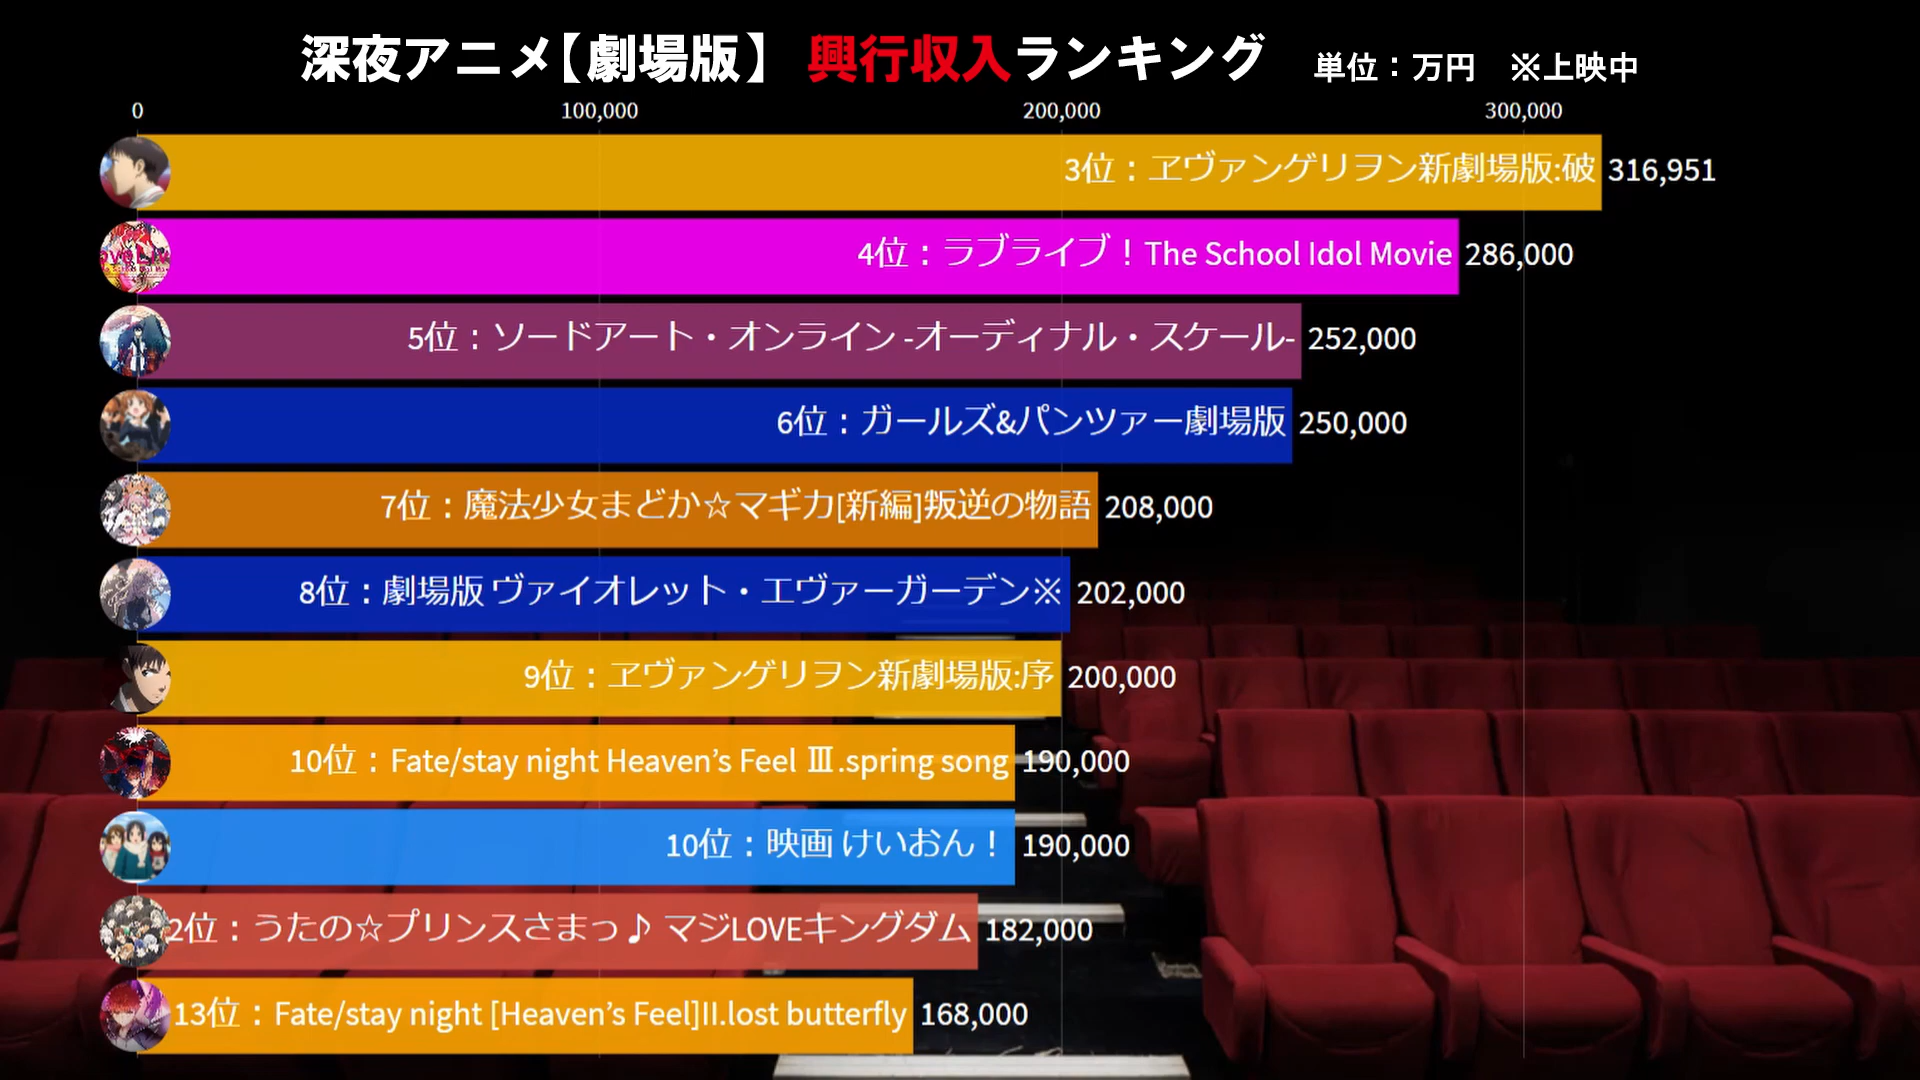 深夜アニメ【劇場版】 興行収入ランキング 単位：万円 ※上映中
0 100,000 200,000 300,000
3位：ヱヴァンゲリヲン新劇場版:破 316,951
4位：ラブライブ！The School Idol Movie 286,000
5位：ソードアート・オンライン -オーディナル・スケール- 252,000
6位：ガールズ&パンツァー劇場版 250,000
7位：魔法少女まどか☆マギカ[新編]叛逆の物語 208,000
8位：劇場版 ヴァイオレット・エヴァーガーデン※ 202,000
9位：ヱヴァンゲリヲン新劇場版:序 200,000
10位：Fate/stay night Heaven’s Feel Ⅲ.spring song 190,000
10位：映画 けいおん！ 190,000
2位：うたの☆プリンスさまっ♪ マジLOVEキングダム 182,000
13位：Fate/stay night [Heaven’s Feel]II.lost butterfly 168,000